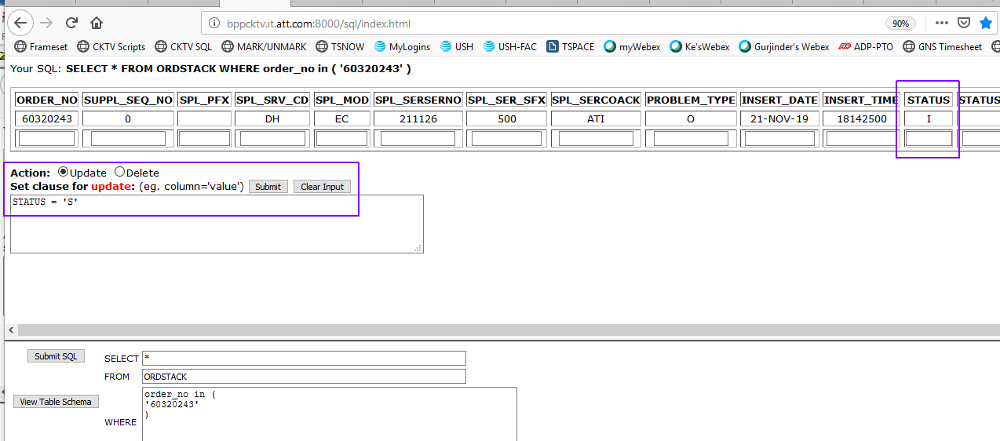 bppcktv.it.att.com:8000/sql/index.html 90%
Frameset CKTV Scripts CKTV SQL MARK/UNMARK TSNOW MyLogins USH USH-FAC TSPACE myWebex Ke'sWebex Gurjinder's Webex ADP-PTO GNS Timesheet
Your SQL: SELECT * FROM ORDSTACK WHERE order_no in ( '60320243' )
ORDER_NO SUPPL_SEQ_NO SPL_PFX SPL_SRV_CD SPL_MOD SPL_SERSERNO SPL_SER_SFX SPL_SERCOACK PROBLEM_TYPE INSERT_DATE INSERT_TIME STATUS STATUS
60320243 0 DH EC 211126 500 ATI O 21-NOV-19 18142500 I
Action: Update Delete
Set clause for update: (eg. column='value') Submit Clear Input
STATUS = 'S'
Submit SQL SELECT *
FROM ORDSTACK
View Table Schema WHERE order_no in (
'60320243'
)